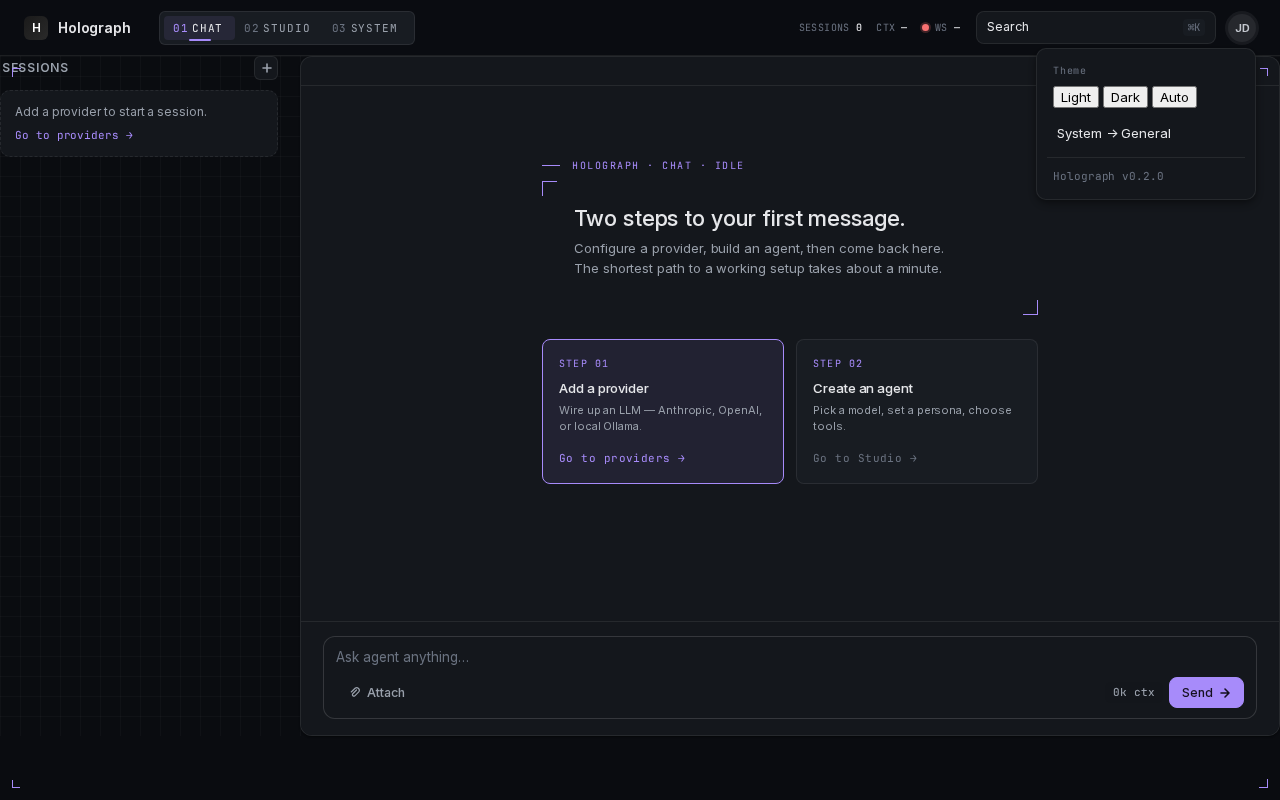 H Holograph 01 CHAT 02 STUDIO 03 SYSTEM SESSIONS 0 CTX — WS — Search ⌘K JD
SESSIONS +
Add a provider to start a session.
Go to providers →
Theme
Light Dark Auto
System → General
Holograph v0.2.0
HOLOGRAPH · CHAT · IDLE
Two steps to your first message.
Configure a provider, build an agent, then come back here.
The shortest path to a working setup takes about a minute.
STEP 01
Add a provider
Wire up an LLM — Anthropic, OpenAI,
or local Ollama.
Go to providers →
STEP 02
Create an agent
Pick a model, set a persona, choose
tools.
Go to Studio →
Ask agent anything…
Attach 0k ctx Send →